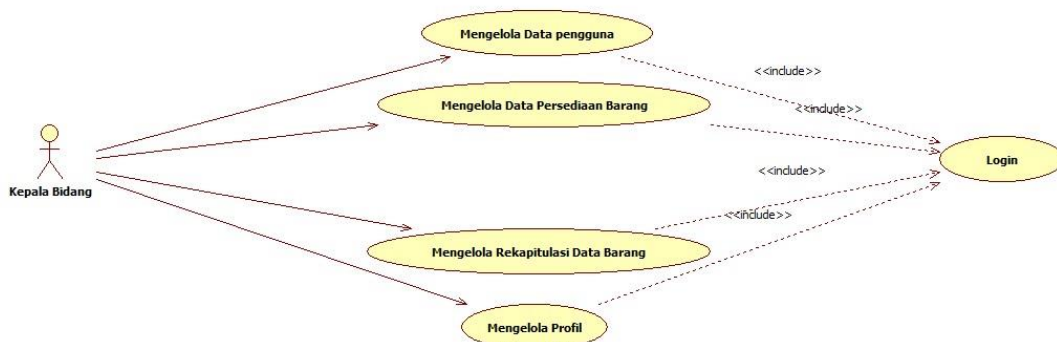 Mengelola Data pengguna
<<include>>
Mengelola Data Persediaan Barang
<<include>>
Kepala Bidang
Login
<<include>>
<<include>>
Mengelola Rekapitulasi Data Barang
Mengelola Profil